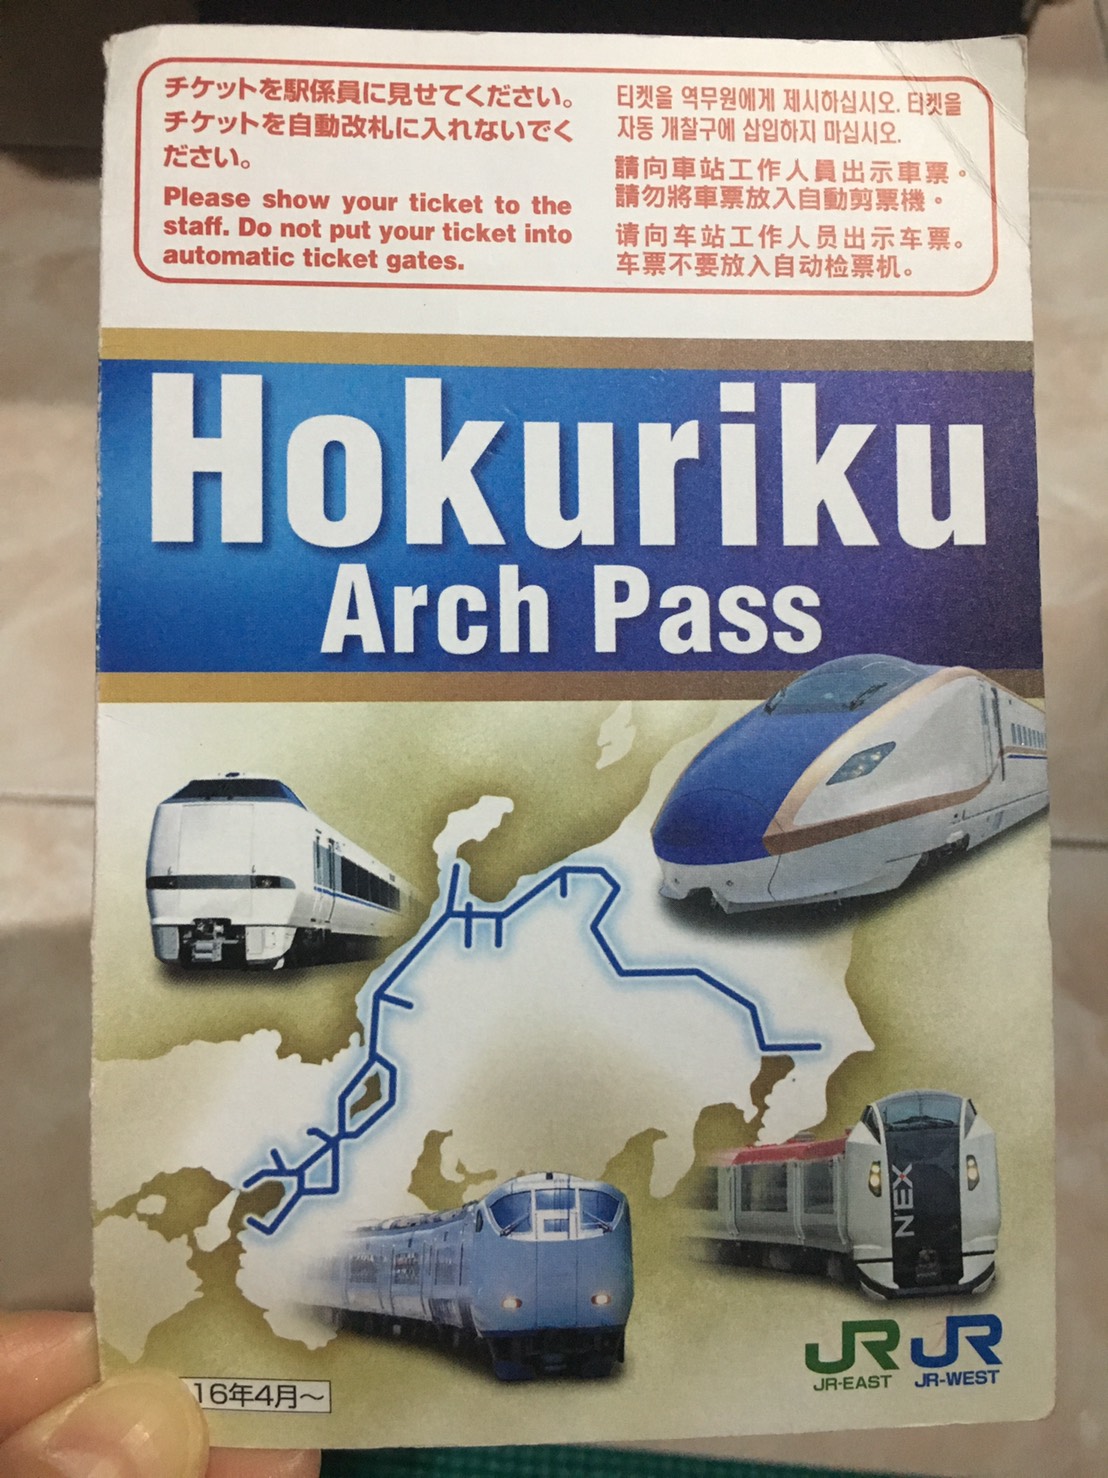 チケットを駅係員に見せてください。
チケットを自動改札に入れないでく
ださい。
Please show your ticket to the
staff. Do not put your ticket into
automatic ticket gates.
티켓을 역무원에게 제시하십시오. 티켓을
자동 개찰구에 삽입하지 마십시오.
請向車站工作人員出示車票。
請勿將車票放入自動剪票機。
请向车站工作人员出示车票。
车票不要放入自动检票机。
Hokuriku
Arch Pass
N'EX
JR JR
JR-EAST JR-WEST
16年4月～